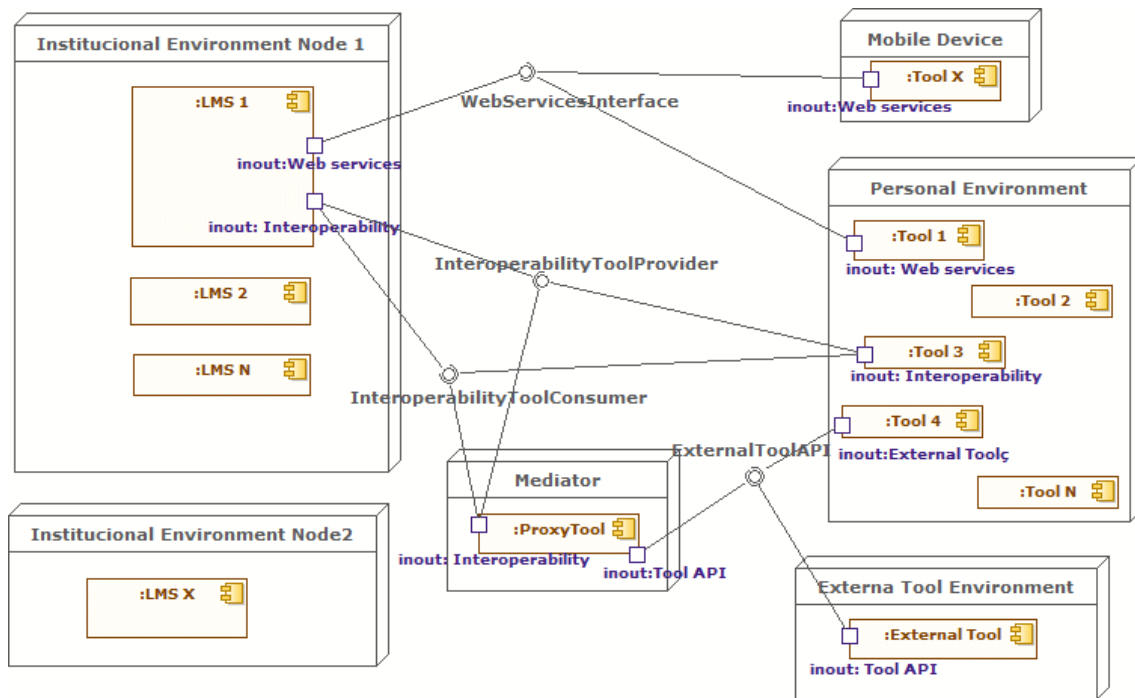 Institucional Environment Node 1
:LMS 1
inout:Web services
inout: Interoperability
:LMS 2
:LMS N
WebServicesInterface
Mobile Device
:Tool X
inout:Web services
Personal Environment
:Tool 1
inout: Web services
:Tool 2
:Tool 3
inout: Interoperability
:Tool 4
inout:External Toolç
:Tool N
InteroperabilityToolProvider
InteroperabilityToolConsumer
ExternalToolAPI
Mediator
:ProxyTool
inout: Interoperability
inout:Tool API
Institucional Environment Node2
:LMS X
Externa Tool Environment
:External Tool
inout: Tool API